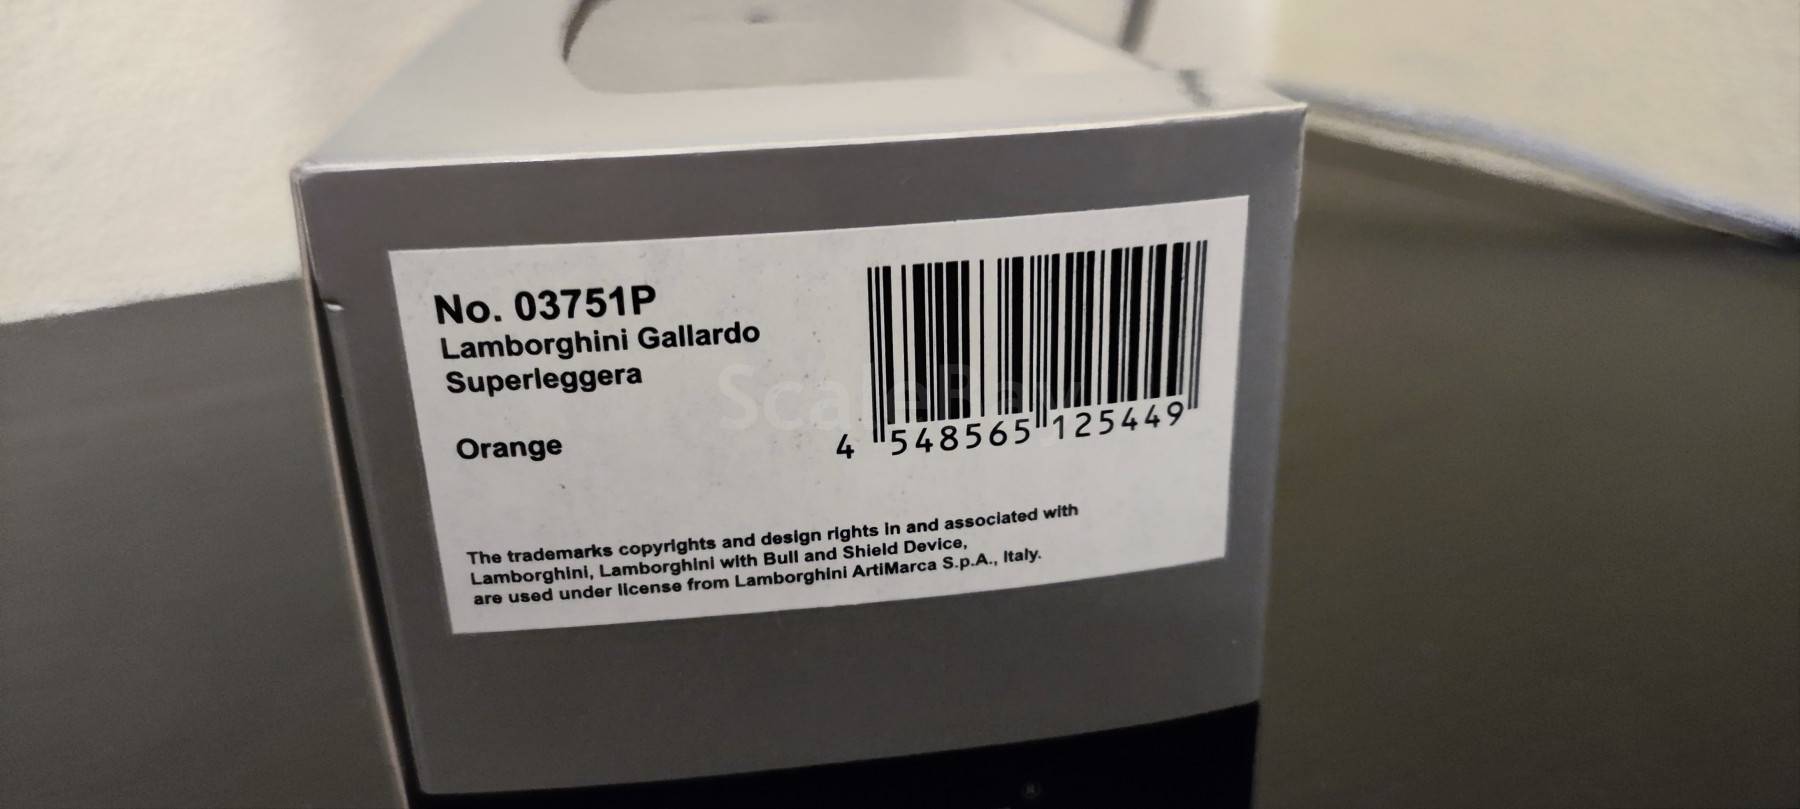 No. 03751P
Lamborghini Gallardo
Superleggera
Orange
4 548565 125449
The trademarks copyrights and design rights in and associated with
Lamborghini, Lamborghini with Bull and Shield Device,
are used under license from Lamborghini ArtiMarca S.p.A., Italy.
ScaleBay
®